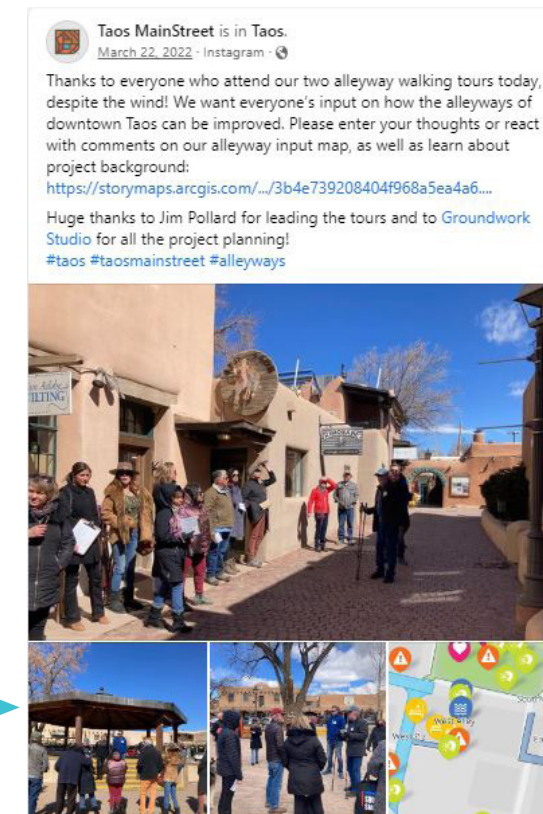 Taos MainStreet is in Taos.
March 22, 2022 · Instagram ·
Thanks to everyone who attend our two alleyway walking tours today,
despite the wind! We want everyone's input on how the alleyways of
downtown Taos can be improved. Please enter your thoughts or react
with comments on our alleyway input map, as well as learn about
project background:
https://storymaps.arcgis.com/.../3b4e739208404f968a5ea4a6....
Huge thanks to Jim Pollard for leading the tours and to Groundwork
Studio for all the project planning!
#taos #taosmainstreet #alleyways
West Alley